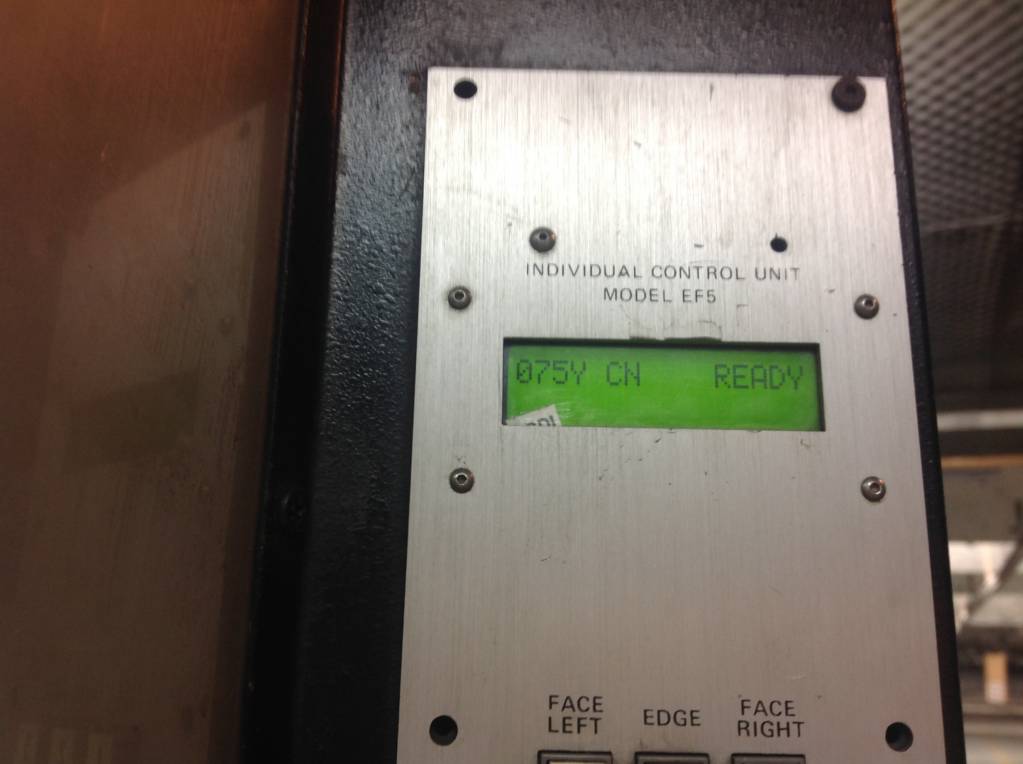 INDIVIDUAL CONTROL UNIT
MODEL EF5
075Y CN READY
FACE
LEFT
EDGE
FACE
RIGHT